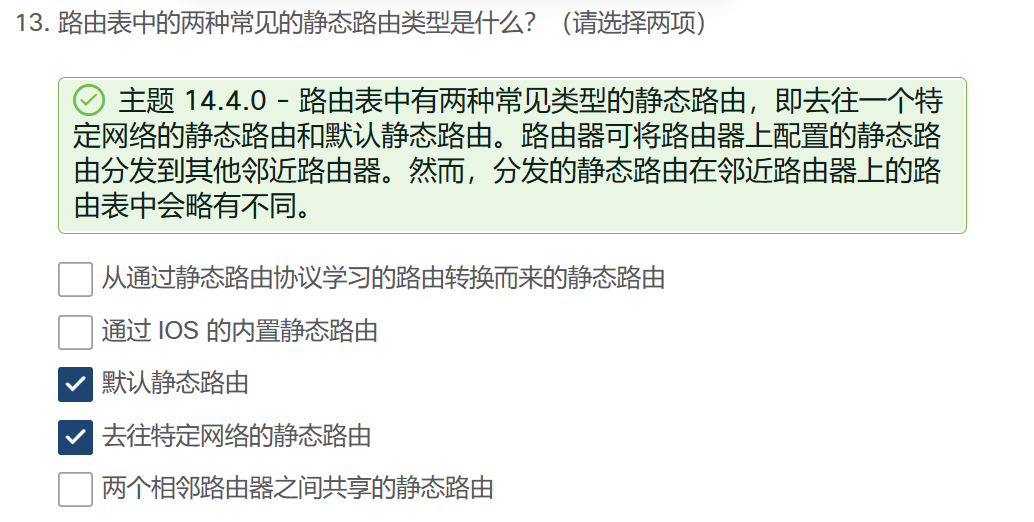 13. 路由表中的两种常见的静态路由类型是什么？（请选择两项）
主题 14.4.0 - 路由表中有两种常见类型的静态路由，即去往一个特
定网络的静态路由和默认静态路由。路由器可将路由器上配置的静态路
由分发到其他邻近路由器。然而，分发的静态路由在邻近路由器上的路
由表中会略有不同。
从通过静态路由协议学习的路由转换而来的静态路由
通过 IOS 的内置静态路由
默认静态路由
去往特定网络的静态路由
两个相邻路由器之间共享的静态路由